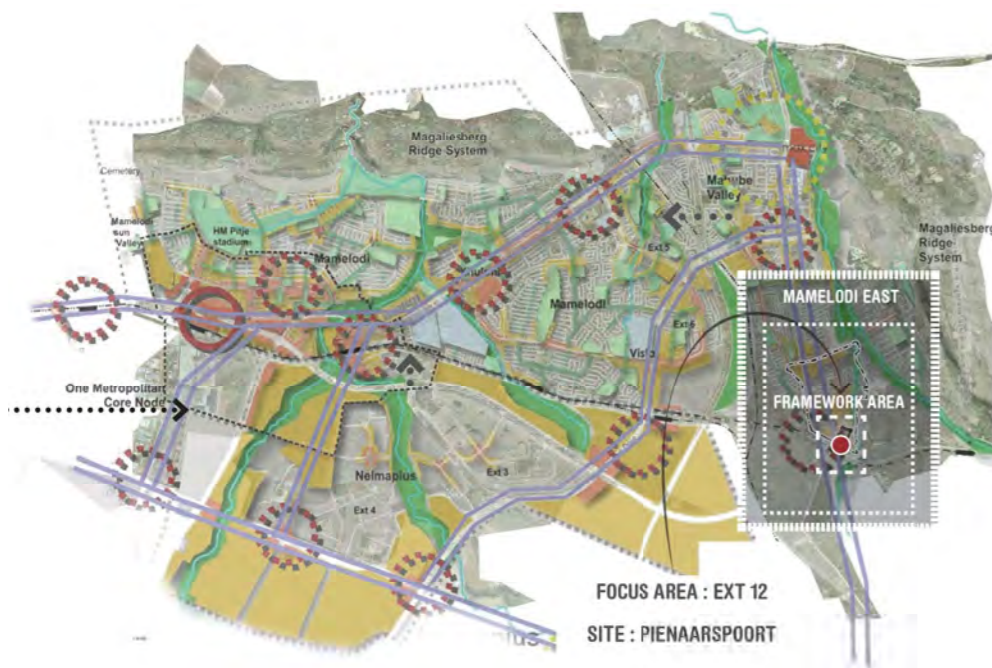 Magaliesberg
Ridge System
Cemetery
Mamelodi
sun
Valley
HM Pitje
stadium
Mamelodi
Mahube
Valley
Ext 5
Magaliesberg
Ridge
System
MAMELODI EAST
Mamelodi
Ext 6
Vista
One Metropolitan
Core Node
FRAMEWORK AREA
Nelmapius
Ext 3
Ext 4
FOCUS AREA : EXT 12
SITE : PIENAARSPOORT